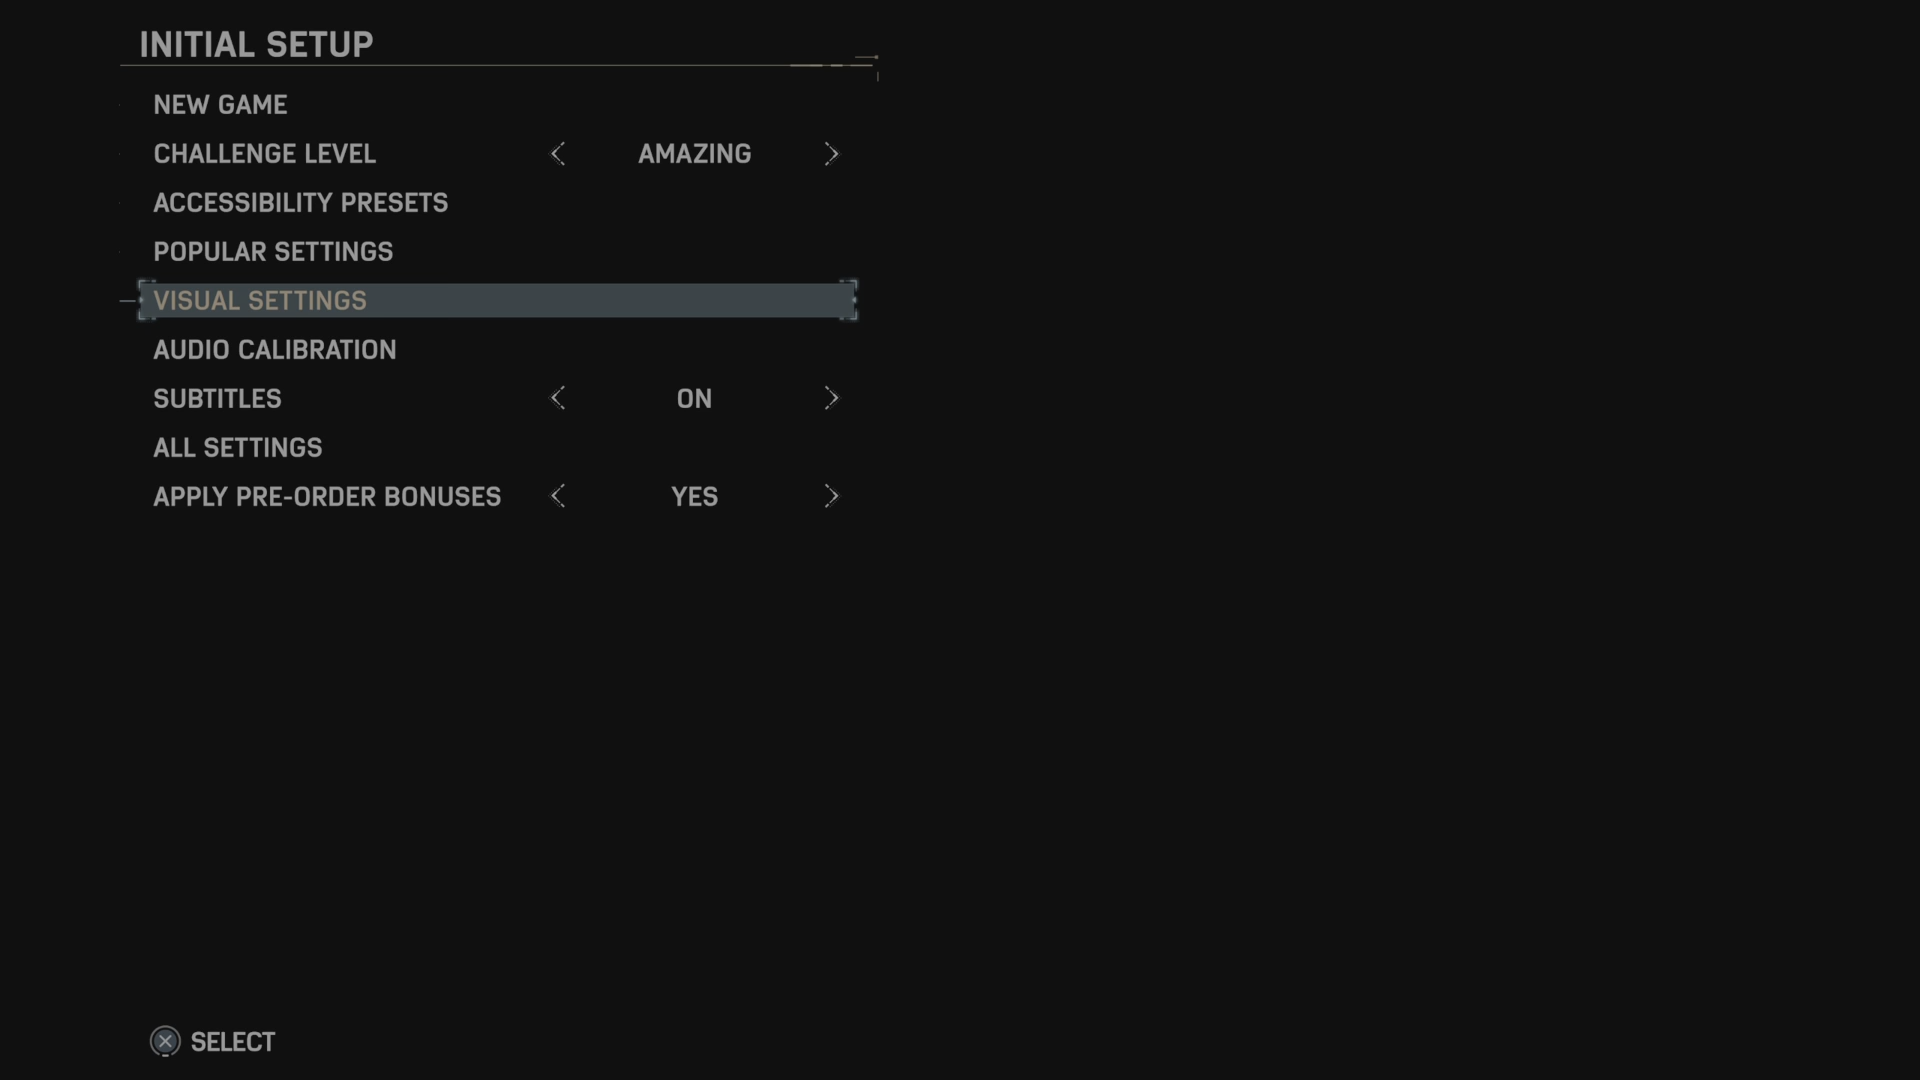 INITIAL SETUP
NEW GAME
CHALLENGE LEVEL AMAZING
ACCESSIBILITY PRESETS
POPULAR SETTINGS
VISUAL SETTINGS
AUDIO CALIBRATION
SUBTITLES ON
ALL SETTINGS
APPLY PRE-ORDER BONUSES YES
SELECT